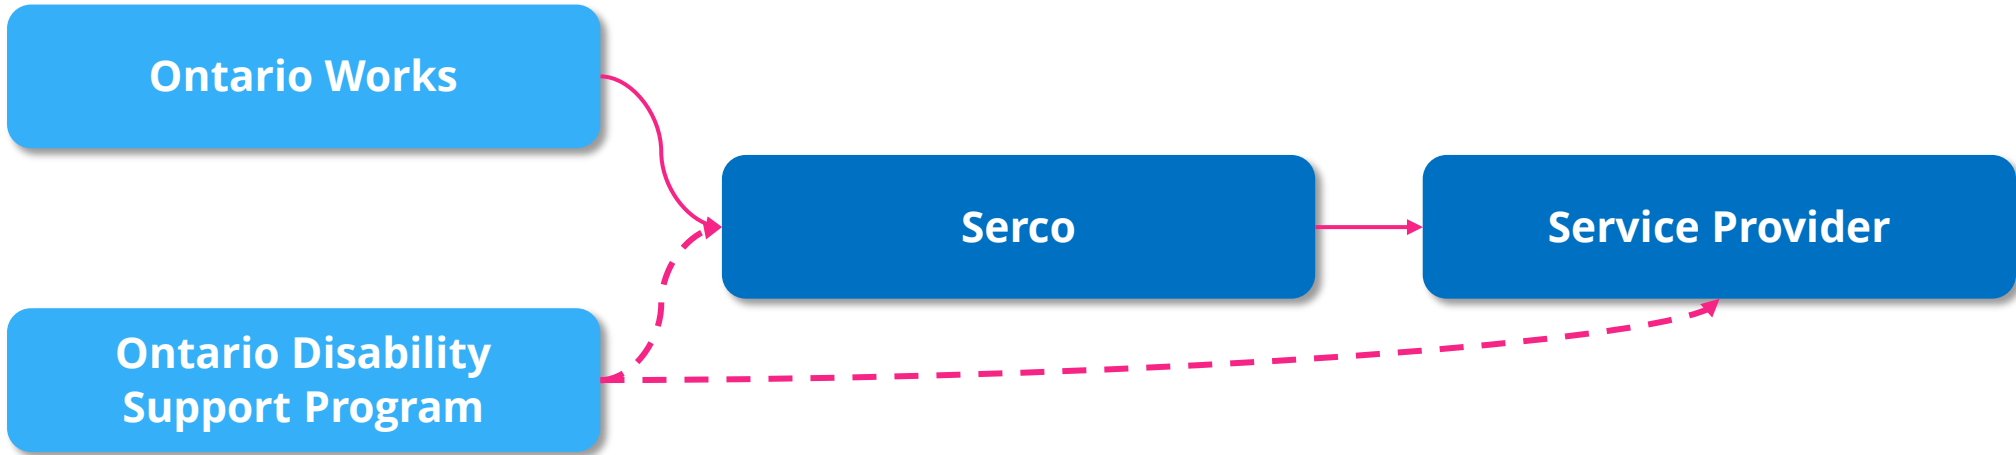 Ontario Works
Serco
Service Provider
Ontario Disability
Support Program